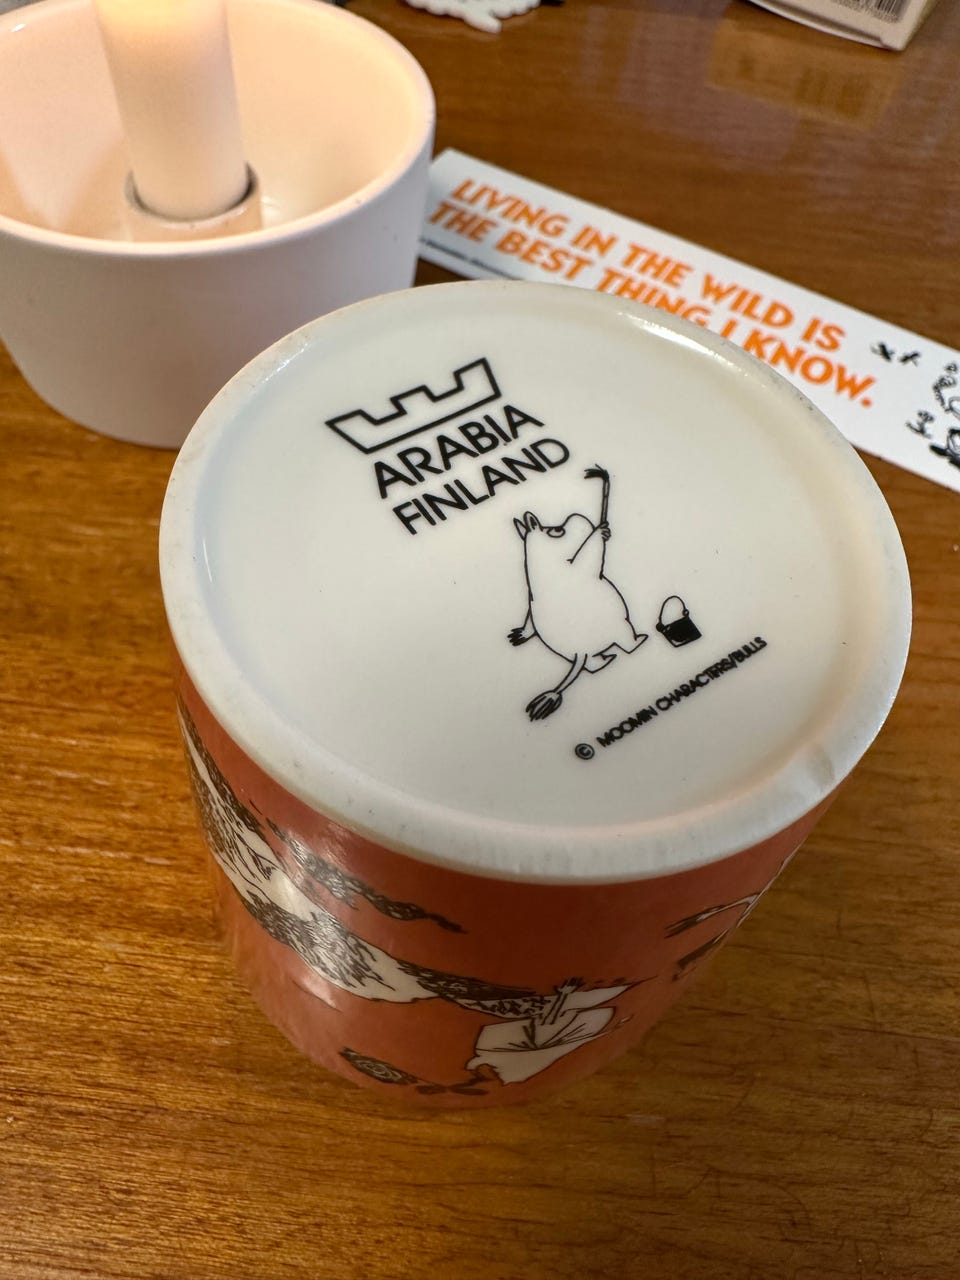 LIVING IN THE WILD IS
THE BEST THING I KNOW.
ARABIA
FINLAND
© MOOMIN CHARACTERS/BULLS